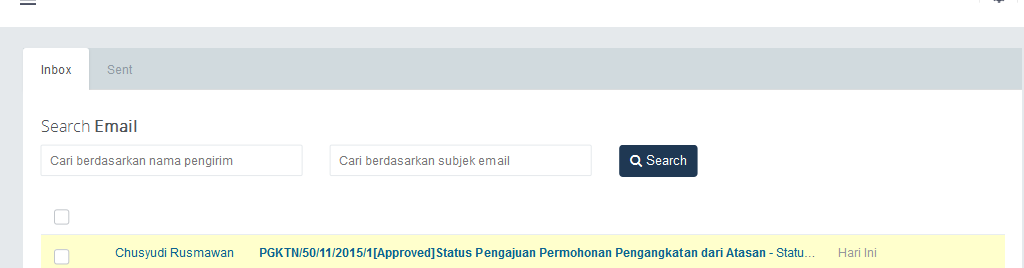 Inbox Sent
Search Email
Cari berdasarkan nama pengirim Cari berdasarkan subjek email Search
Chusyudi Rusmawan PGKTN/50/11/2015/1[Approved]Status Pengajuan Permohonan Pengangkatan dari Atasan - Statu... Hari Ini